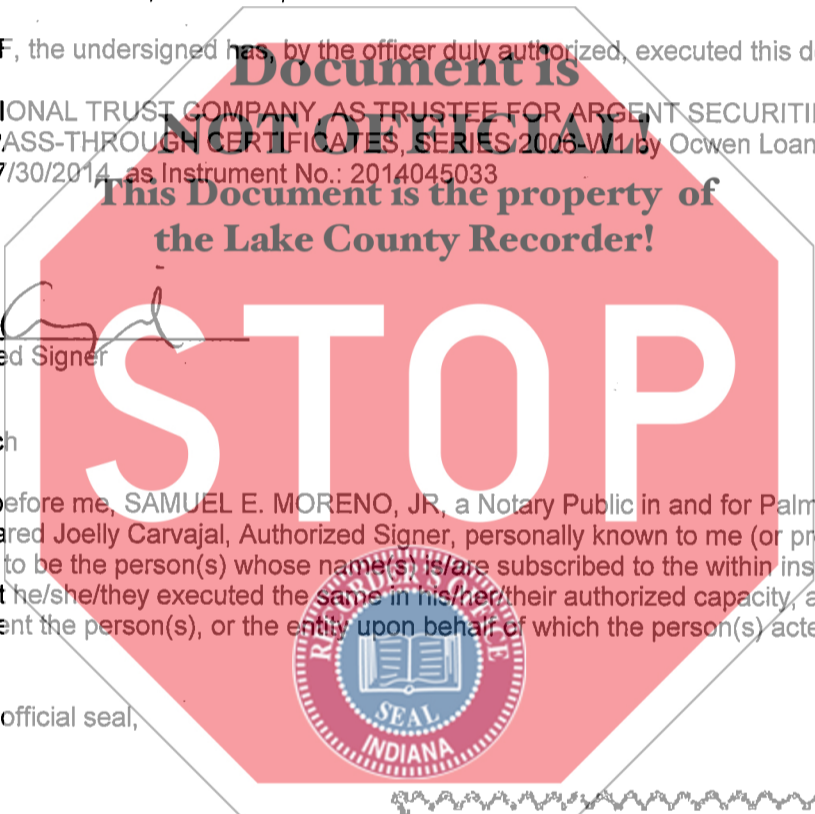 F, the undersigned has, by the officer duly authorized, executed this d
Document is
IONAL TRUST COMPANY, AS TRUSTEE FOR ARGENT SECURITI
NOT OFFICIAL!
ASS-THROUGH CERTIFICATES, SERIES 2006-W1 by Ocwen Loan
7/30/2014, as Instrument No.: 2014045033
This Document is the property of
the Lake County Recorder!
STOP
ed Signer
ch
efore me, SAMUEL E. MORENO, JR, a Notary Public in and for Palm
ared Joelly Carvajal, Authorized Signer, personally known to me (or pr
to be the person(s) whose name(s) is/are subscribed to the within ins
t he/she/they executed the same in his/her/their authorized capacity, a
ent the person(s), or the entity upon behalf of which the person(s) acte
RECORDER'S OFFICE
SEAL
INDIANA
official seal,